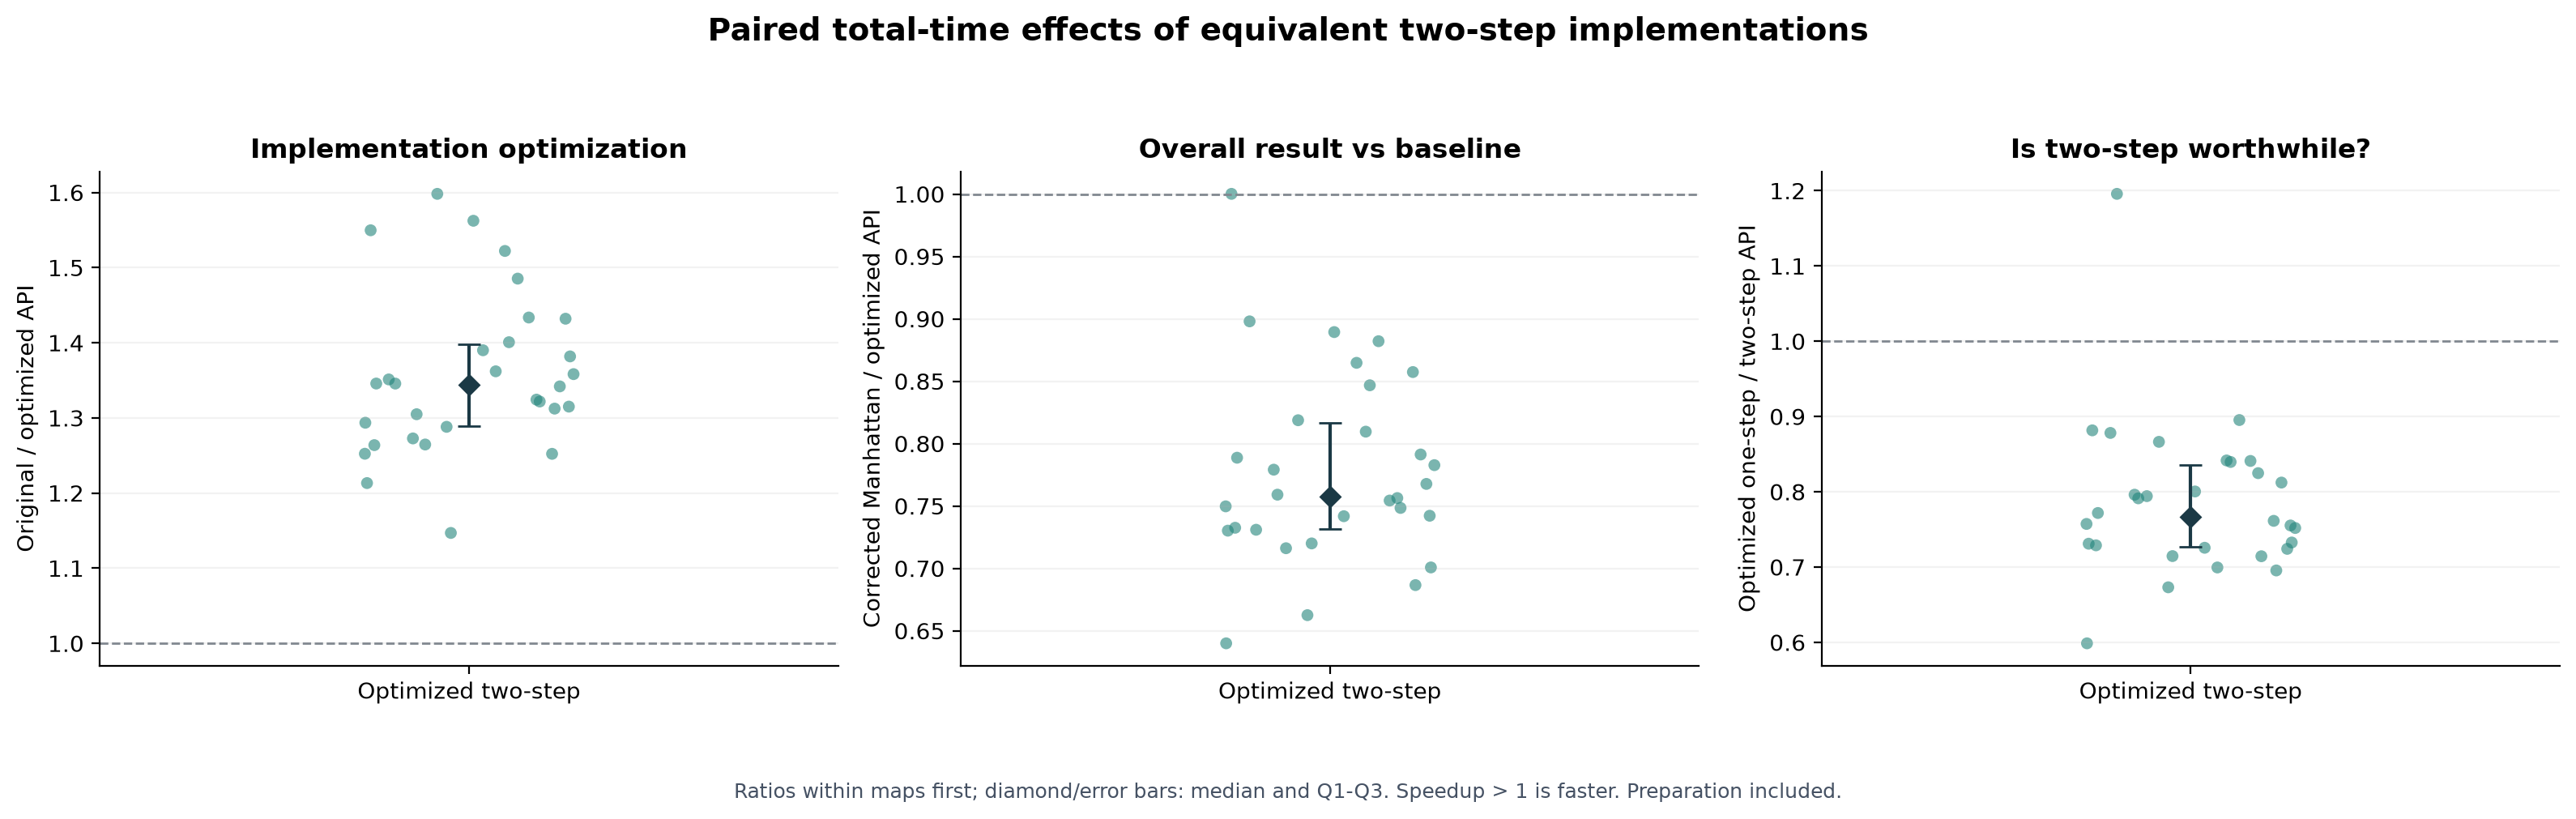 Paired total-time effects of equivalent two-step implementations
Implementation optimization
Original / optimized API
1.6
1.5
1.4
1.3
1.2
1.1
1.0
Optimized two-step
Overall result vs baseline
Corrected Manhattan / optimized API
1.00
0.95
0.90
0.85
0.80
0.75
0.70
0.65
Optimized two-step
Is two-step worthwhile?
Optimized one-step / two-step API
1.2
1.1
1.0
0.9
0.8
0.7
0.6
Optimized two-step
Ratios within maps first; diamond/error bars: median and Q1-Q3. Speedup > 1 is faster. Preparation included.